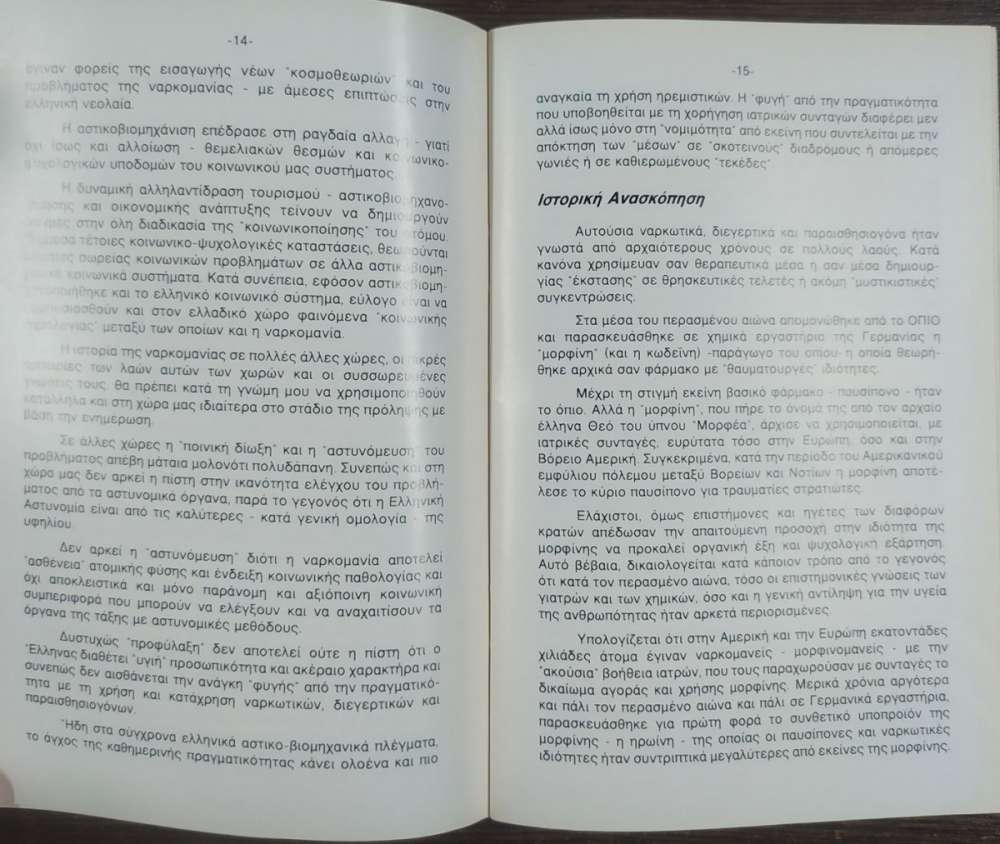 -14-
έγιναν φορείς της εισαγωγής νέων "κοσμοθεωριών" και του
προβλήματος της ναρκομανίας - με άμεσες επιπτώσεις στην
ελληνική νεολαία.
Η αστικοβιομηχάνιση επέδρασε στη ραγδαία αλλαγή - γιατί
όχι ίσως και αλλοίωση - θεμελιακών θεσμών και κοινωνικο-
ψυχολογικών υποδομών του κοινωνικού μας συστήματος.
Η δυναμική αλληλαντίδραση τουρισμού - αστικοβιομηχανο-
και οικονομικής ανάπτυξης τείνουν να δημιουργούν
στην όλη διαδικασία της "κοινωνικοποίησης" του ατόμου.
τέτοιες κοινωνικο-ψυχολογικές καταστάσεις, θεωρούνται
σωρείας κοινωνικών προβλημάτων σε άλλα αστικοβιομη-
κοινωνικά συστήματα. Κατά συνέπεια, εφόσον αστικοβιομη-
και το ελληνικό κοινωνικό σύστημα, εύλογο είναι να
και στον ελλαδικό χώρο φαινόμενα "κοινωνικής
μεταξύ των οποίων και η ναρκομανία.
Η ιστορία της ναρκομανίας σε πολλές άλλες χώρες, οι πικρές
εμπειρίες των λαών αυτών των χωρών και οι συσσωρευμένες
γνώσεις τους, θα πρέπει κατά τη γνώμη μου να χρησιμοποιηθούν
κατάλληλα και στη χώρα μας ιδιαίτερα στο στάδιο της πρόληψης με
βάση την ενημέρωση.
Σε άλλες χώρες η "ποινική δίωξη" και η "αστυνόμευση" του
προβλήματος απέβη μάταια μολονότι πολυδάπανη. Συνεπώς και στη
χώρα μας δεν αρκεί η πίστη στην ικανότητα ελέγχου του προβλή-
ματος από τα αστυνομικά όργανα, παρά το γεγονός ότι η Ελληνική
Αστυνομία είναι από τις καλύτερες - κατά γενική ομολογία - της
υφηλίου.
Δεν αρκεί η "αστυνόμευση" διότι η ναρκομανία αποτελεί
"ασθένεια" ατομικής φύσης και ένδειξη κοινωνικής παθολογίας και
όχι αποκλειστικά και μόνο παράνομη και αξιόποινη κοινωνική
συμπεριφορά που μπορούν να ελέγξουν και να αναχαιτίσουν τα
όργανα της τάξης με αστυνομικές μεθόδους.
Δυστυχώς "προφύλαξη" δεν αποτελεί ούτε η πίστη ότι ο
Έλληνας διαθέτει "υγιή" προσωπικότητα και ακέραιο χαρακτήρα και
συνεπώς δεν αισθάνεται την ανάγκη "φυγής" από την πραγματικό-
τητα με τη χρήση και κατάχρηση ναρκωτικών, διεγερτικών και
παραισθησιογόνων.
Ήδη στα σύγχρονα ελληνικά αστικο-βιομηχανικά πλέγματα,
το άγχος της καθημερινής πραγματικότητας κάνει ολοένα και πιο
-15-
αναγκαία τη χρήση ηρεμιστικών. Η "φυγή" από την πραγματικότητα
που υποβοηθείται με τη χορήγηση ιατρικών συνταγών διαφέρει μεν
αλλά ίσως μόνο στη "νομιμότητα" από εκείνη που συντελείται με την
απόκτηση των "μέσων" σε "σκοτεινούς" διαδρόμους ή απόμερες
γωνιές ή σε καθιερωμένους "τεκέδες"
Ιστορική Ανασκόπηση
Αυτούσια ναρκωτικά, διεγερτικά και παραισθησιογόνα ήταν
γνωστά από αρχαιότερους χρόνους σε πολλούς λαούς. Κατά
κανόνα χρησίμευαν σαν θεραπευτικά μέσα η σαν μέσα δημιουρ-
γίας "έκστασης" σε θρησκευτικές τελετές ή ακόμη "μυστικιστικές"
συγκεντρώσεις.
Στα μέσα του περασμένου αιώνα απομονώθηκε από το ΟΠΙΟ
και παρασκευάσθηκε σε χημικά εργαστήρια της Γερμανίας η
"μορφίνη" (και η κωδεΐνη) -παράγωγο του οπίου- η οποία θεωρή-
θηκε αρχικά σαν φάρμακο με "θαυματουργές" ιδιότητες.
Μέχρι τη στιγμή εκείνη βασικό φάρμακο - παυσίπονο - ήταν
το όπιο. Αλλά η "μορφίνη", που πήρε το όνομά της από τον αρχαίο
έλληνα Θεό του ύπνου "Μορφέα", άρχισε να χρησιμοποιείται, με
ιατρικές συνταγές, ευρύτατα τόσο στην Ευρώπη, όσο και στην
Βόρειο Αμερική. Συγκεκριμένα, κατά την περίοδο του Αμερικανικού
εμφύλιου πόλεμου μεταξύ Βορείων και Νοτίων η μορφίνη αποτέ-
λεσε το κύριο παυσίπονο για τραυματίες στρατιώτες.
Ελάχιστοι, όμως επιστήμονες και ηγέτες των διαφόρων
κρατών απέδωσαν την απαιτούμενη προσοχή στην ιδιότητα της
μορφίνης να προκαλεί οργανική έξη και ψυχολογική εξάρτηση.
Αυτό βέβαια, δικαιολογείται κατά κάποιον τρόπο από το γεγονός
ότι κατά τον περασμένο αιώνα, τόσο οι επιστημονικές γνώσεις των
γιατρών και των χημικών, όσο και η γενική αντίληψη για την υγεία
της ανθρωπότητας ήταν αρκετά περιορισμένες.
Υπολογίζεται ότι στην Αμερική και την Ευρώπη εκατοντάδες
χιλιάδες άτομα έγιναν ναρκομανείς - μορφινομανείς - με την
"ακούσια" βοήθεια ιατρών, που τους παραχωρούσαν με συνταγές το
δικαίωμα αγοράς και χρήσης μορφίνης. Μερικά χρόνια αργότερα
και πάλι τον περασμένο αιώνα και πάλι σε Γερμανικά εργαστήρια,
παρασκευάσθηκε για πρώτη φορά το συνθετικό υποπροϊόν της
μορφίνης - η ηρωίνη - της οποίας οι παυσίπονες και ναρκωτικές
ιδιότητες ήταν συντριπτικά μεγαλύτερες από εκείνες της μορφίνης.